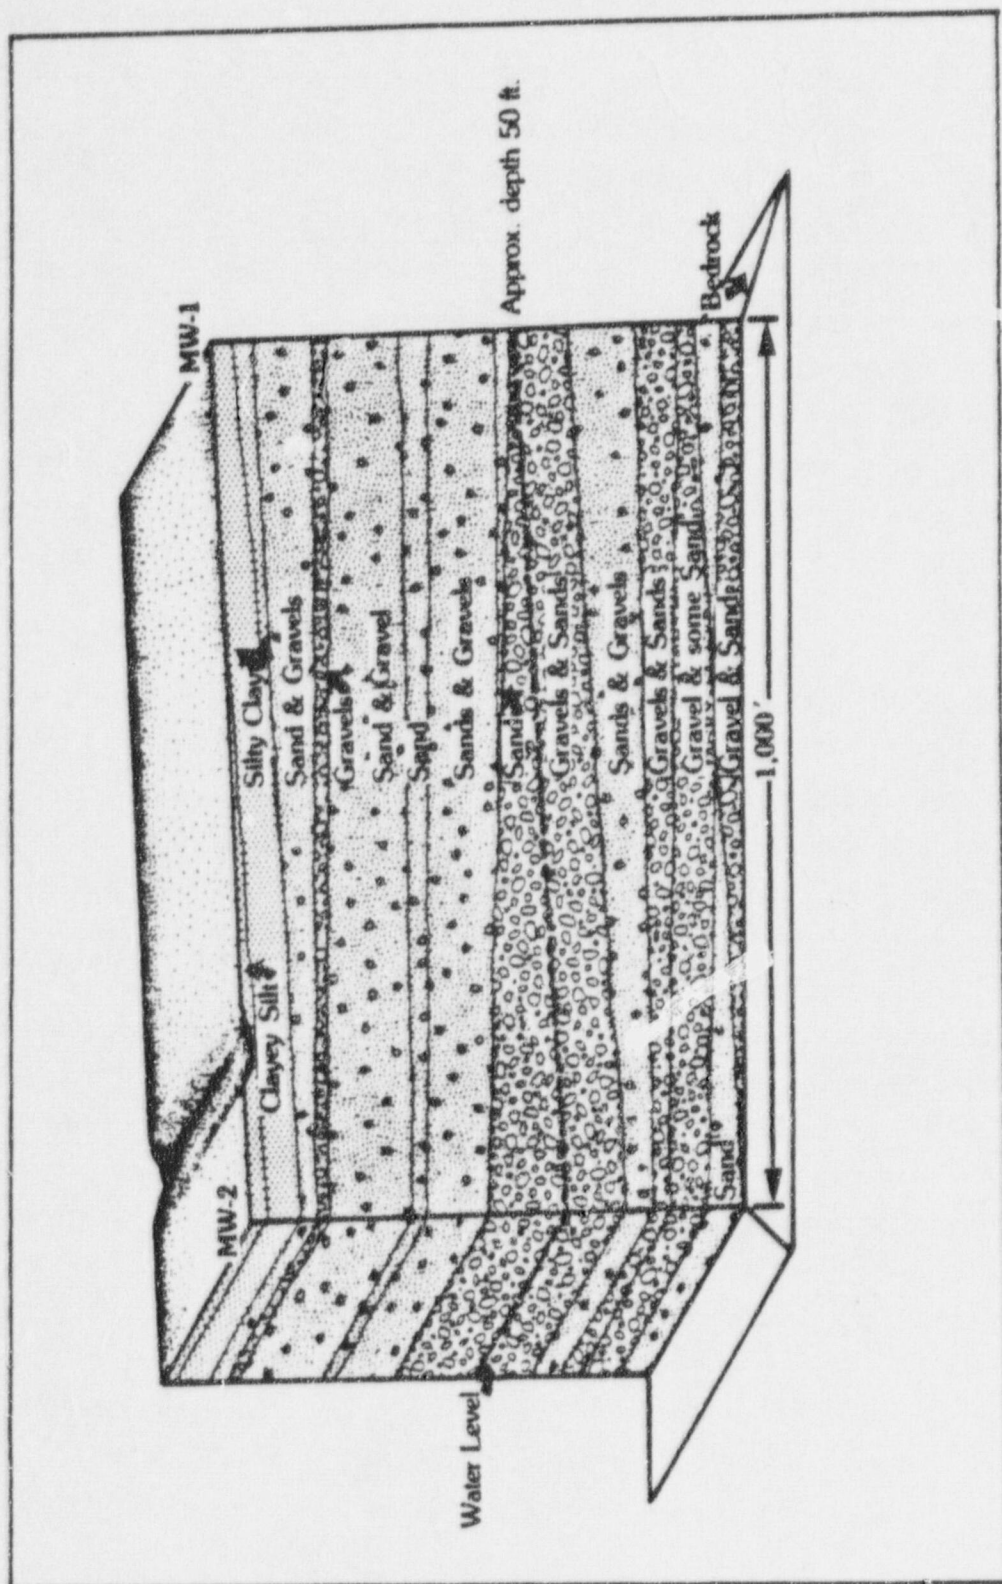 MW-1
MW-2
Clayey Silt
Silty Clay
Sand & Gravels
Gravels
Sand & Gravel
Sand
Sands & Gravels
Approx. depth 50 ft.
Water Level
Sand
Gravels & Sands
Sands & Gravels
Gravels & Sands
Gravel & some Sand
Sand
Gravel & Sand
Bedrock
1,000'